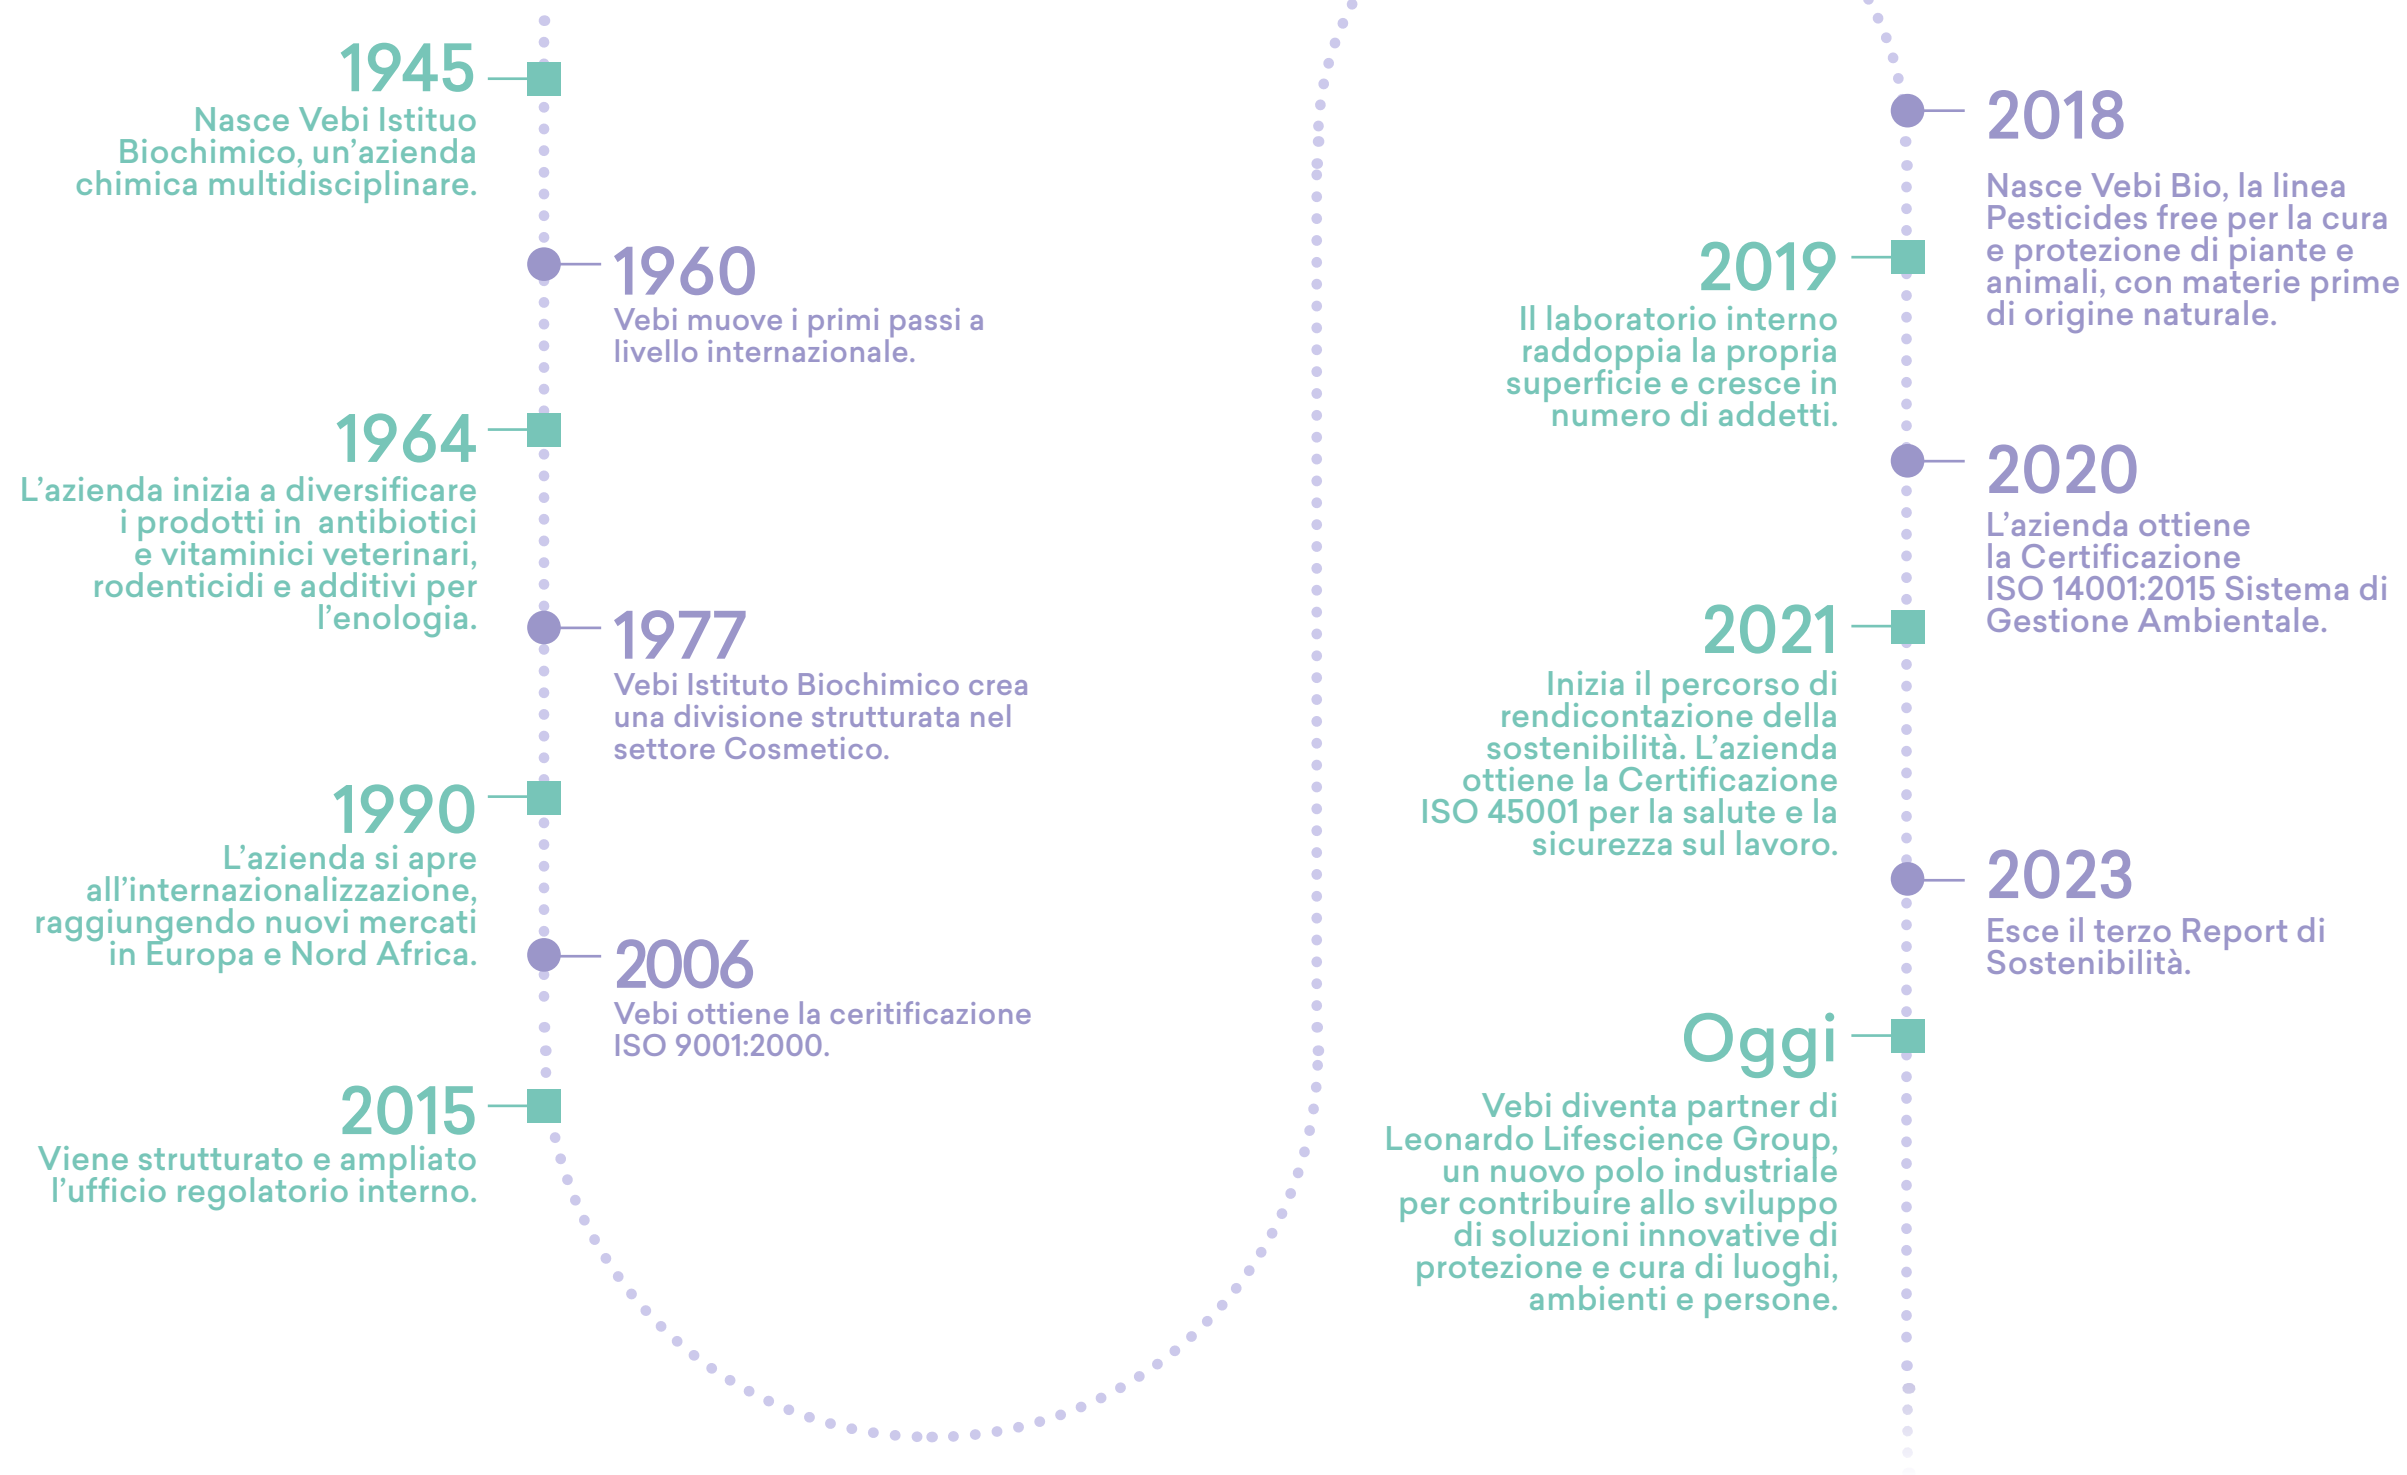 1945
Nasce Vebi Istituo
Biochimico, un’azienda
chimica multidisciplinare.
1960
Vebi muove i primi passi a
livello internazionale.
1964
L’azienda inizia a diversificare
i prodotti in  antibiotici
e vitaminici veterinari,
rodenticidi e additivi per
l’enologia.
1977
Vebi Istituto Biochimico crea
una divisione strutturata nel
settore Cosmetico.
1990
L’azienda si apre
all’internazionalizzazione,
raggiungendo nuovi mercati
in Europa e Nord Africa.
2006
Vebi ottiene la ceritificazione
ISO 9001:2000.
2015
Viene strutturato e ampliato
l’ufficio regolatorio interno.
2018
Nasce Vebi Bio, la linea
Pesticides free per la cura
e protezione di piante e
animali, con materie prime
di origine naturale.
2019
Il laboratorio interno
raddoppia la propria
superficie e cresce in
numero di addetti.
2020
L’azienda ottiene
la Certificazione
ISO 14001:2015 Sistema di
Gestione Ambientale.
2021
Inizia il percorso di
rendicontazione della
sostenibilità. L’azienda
ottiene la Certificazione
ISO 45001 per la salute e la
sicurezza sul lavoro.
2023
Esce il terzo Report di
Sostenibilità.
Oggi
Vebi diventa partner di
Leonardo Lifescience Group,
un nuovo polo industriale
per contribuire allo sviluppo
di soluzioni innovative di
protezione e cura di luoghi,
ambienti e persone.